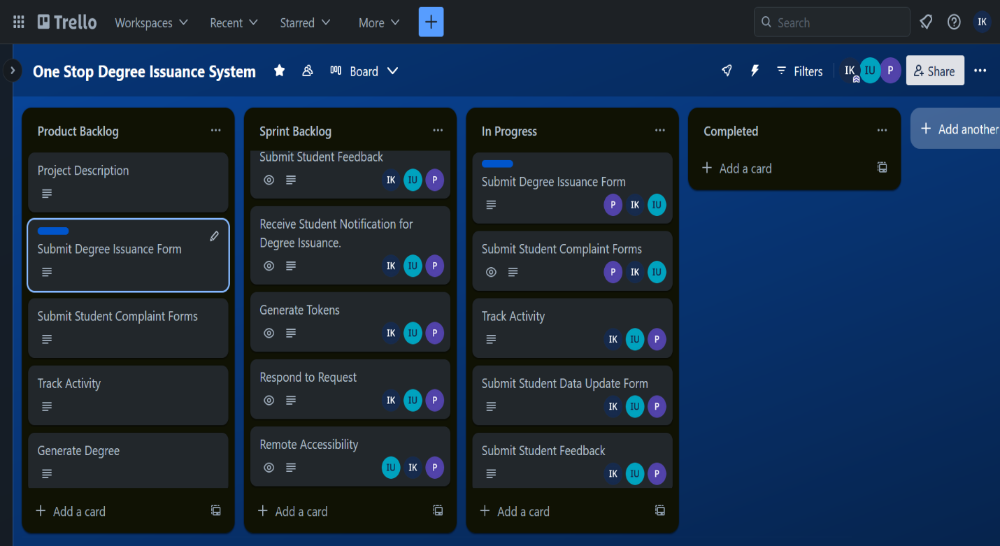 Trello
Workspaces
Recent
Starred
More
Search
IK
One Stop Degree Issuance System
Board
Filters
IK
IU
P
Share
Product Backlog
Project Description
Submit Degree Issuance Form
Submit Student Complaint Forms
Track Activity
Generate Degree
Add a card
Sprint Backlog
Submit Student Feedback
IK IU P
Receive Student Notification for
Degree Issuance.
IK IU P
Generate Tokens
IK IU P
Respond to Request
IK IU P
Remote Accessibility
IU IK P
Add a card
In Progress
Submit Degree Issuance Form
P IK IU
Submit Student Complaint Forms
P IK IU
Track Activity
IK IU P
Submit Student Data Update Form
IK IU P
Submit Student Feedback
IK IU P
Add a card
Completed
Add a card
Add another